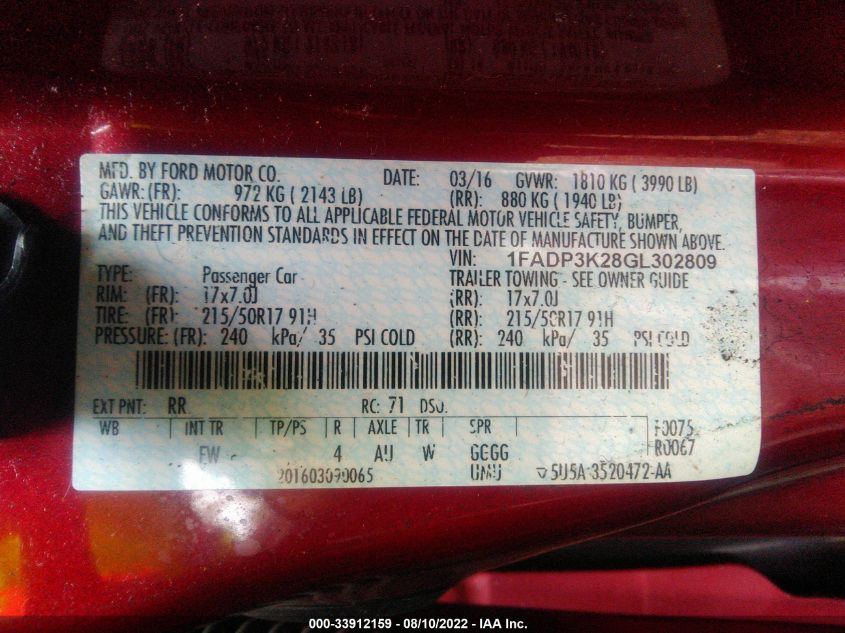 MFD. BY FORD MOTOR CO. DATE: 03/16 GVWR: 1810 KG ( 3990 LB)
GAWR: (FR): 972 KG ( 2143 LB) (RR): 880 KG ( 1940 LB)
THIS VEHICLE CONFORMS TO ALL APPLICABLE FEDERAL MOTOR VEHICLE SAFETY, BUMPER,
AND THEFT PREVENTION STANDARDS IN EFFECT ON THE DATE OF MANUFACTURE SHOWN ABOVE.
VIN: 1FADP3K28GL302809
TYPE: Passenger Car TRAILER TOWING - SEE OWNER GUIDE
RIM: (FR): 17x7.0J (RR): 17x7.0J
TIRE: (FR): 215/50R17 91H (RR): 215/50R17 91H
PRESSURE: (FR): 240 kPa/ 35 PSI COLD (RR): 240 kPa/ 35 PSI COLD
EXT PNT: RR RC: 71 DSO:
WB INT TR TP/PS R AXLE TR SPR F0075
EW 4 AU W GGGG R0067
201603090065 UMU 5U5A-3520472-AA
000-33912159 - 08/10/2022 - IAA Inc.